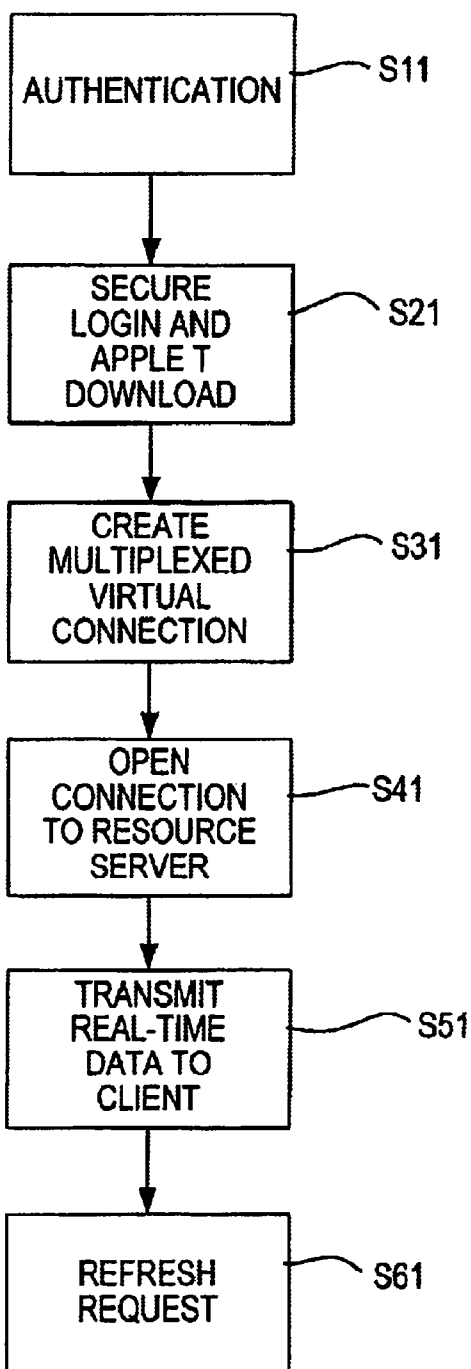 AUTHENTICATION
S11
SECURE
LOGIN AND
APPLE T
DOWNLOAD
S21
CREATE
MULTIPLEXED
VIRTUAL
CONNECTION
S31
OPEN
CONNECTION
TO RESOURCE
SERVER
S41
TRANSMIT
REAL-TIME
DATA TO
CLIENT
S51
REFRESH
REQUEST
S61